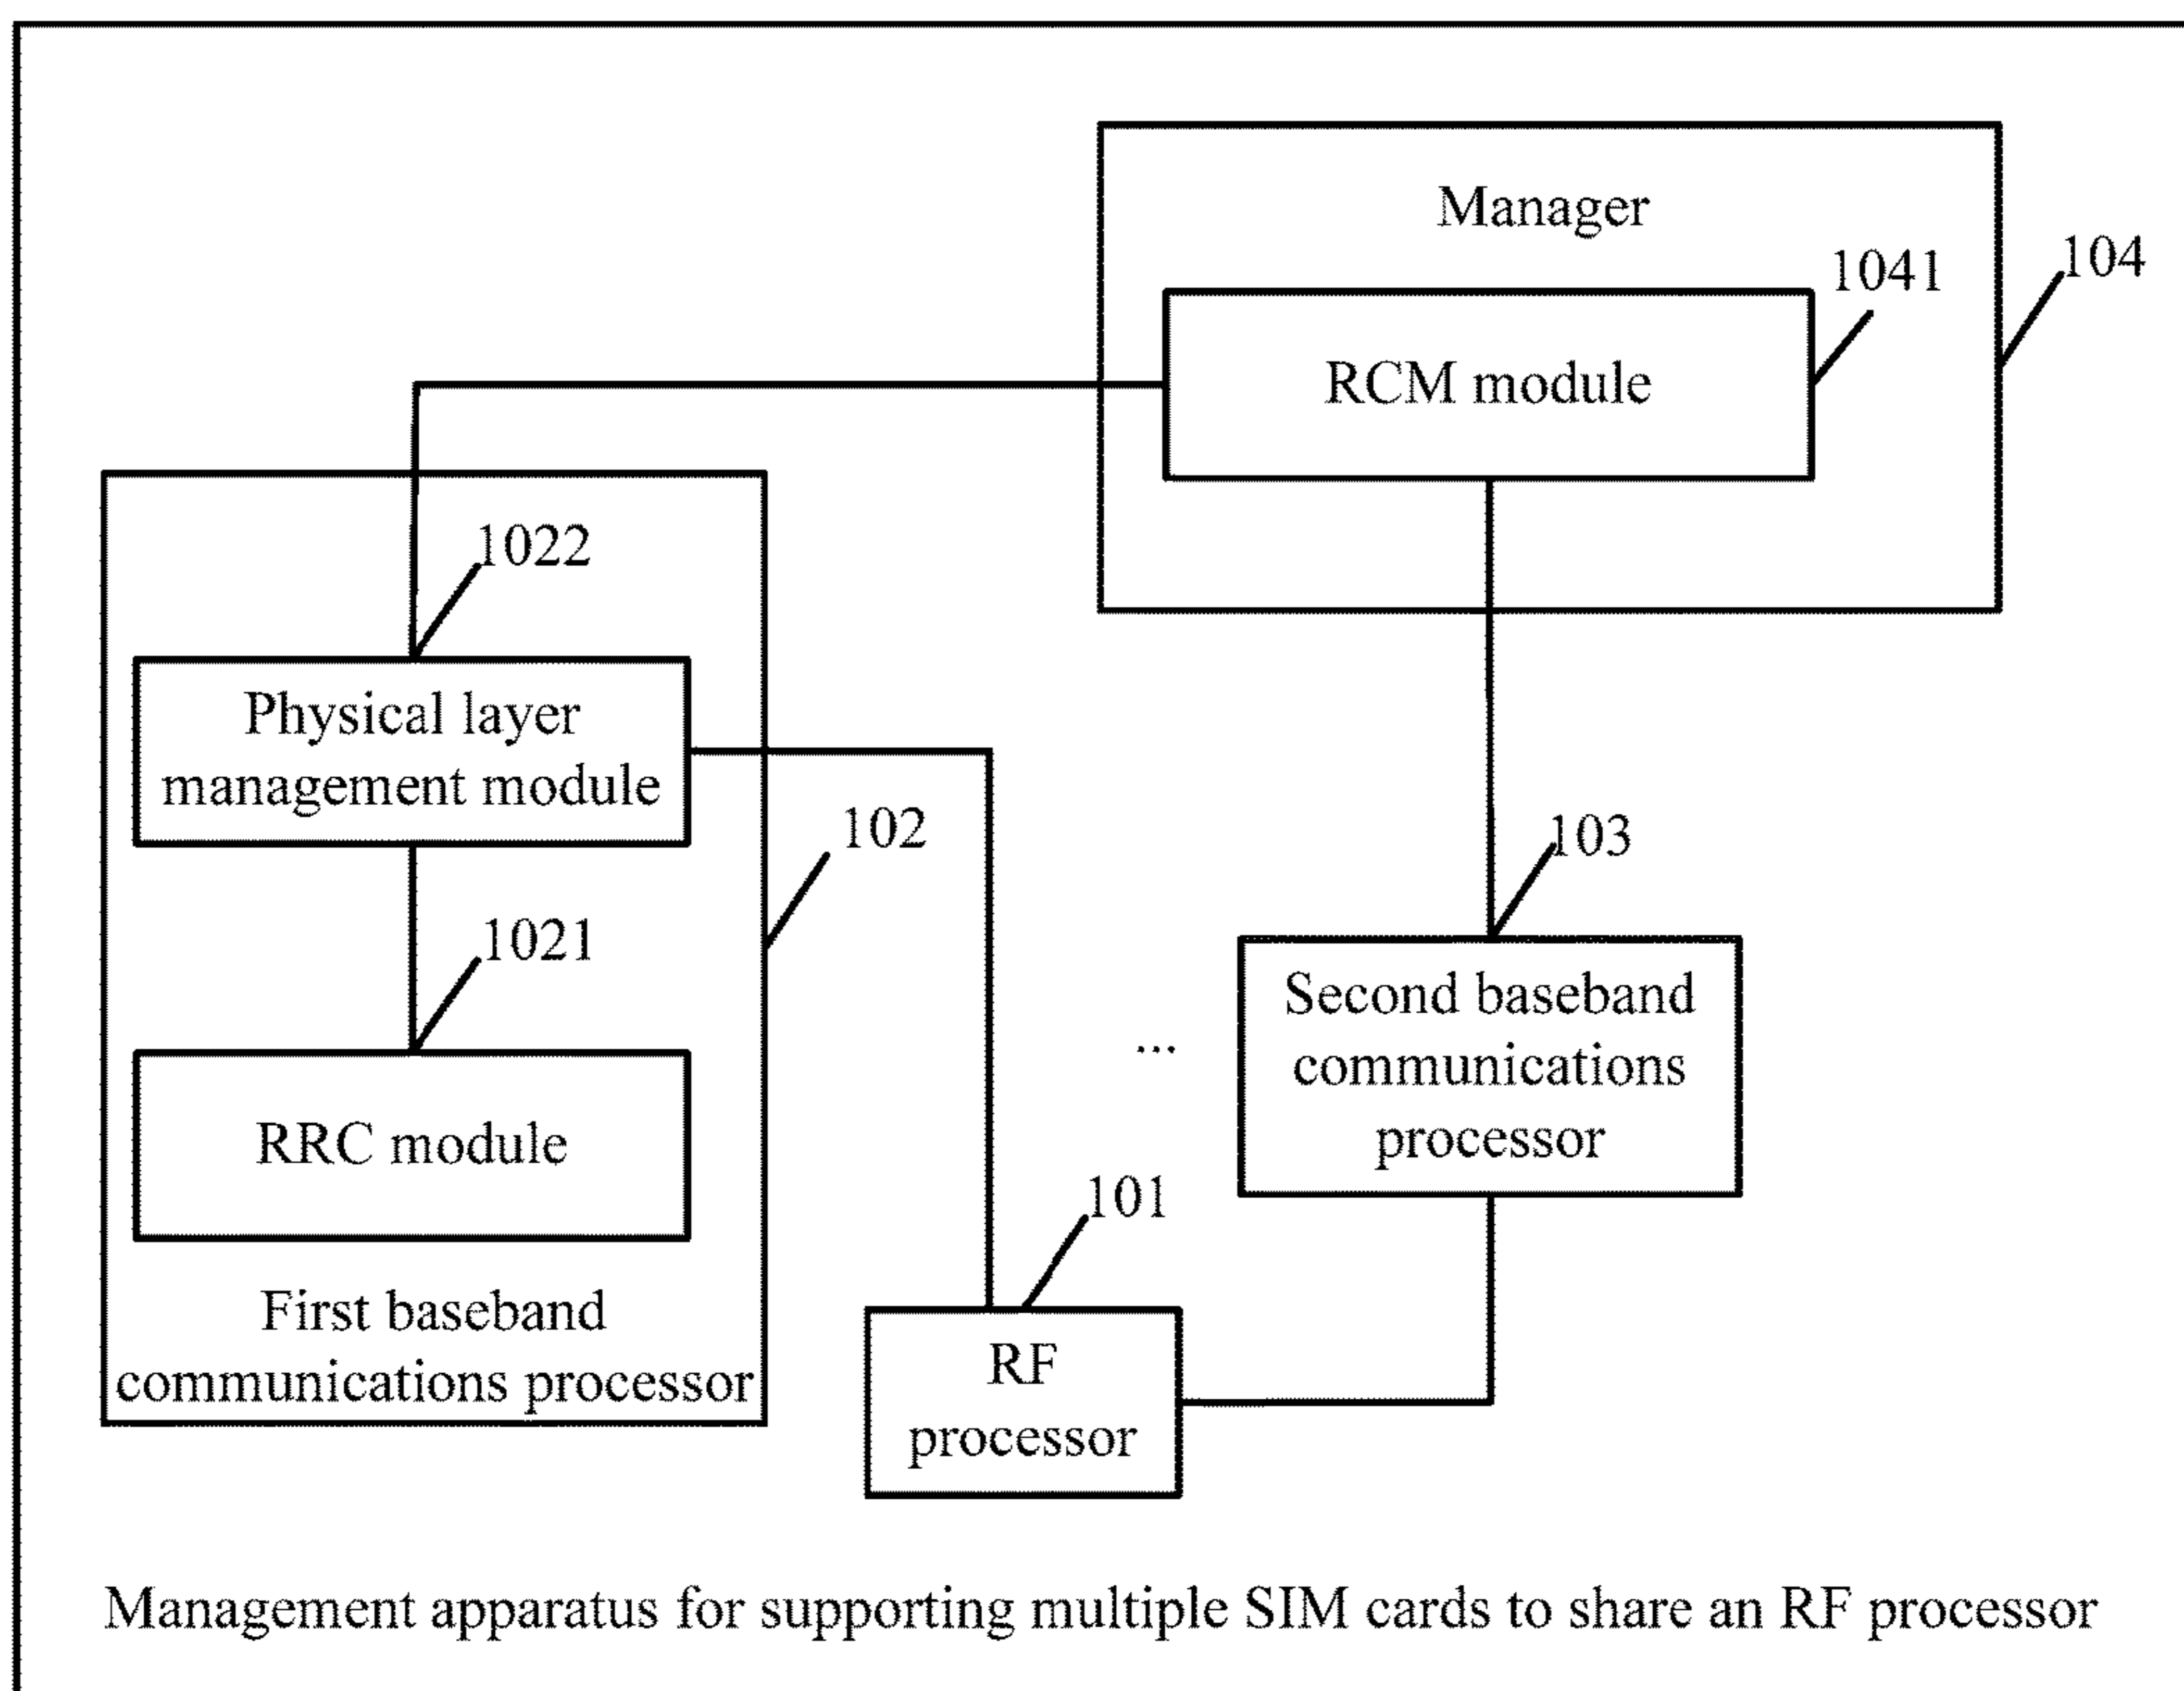 Manager
1041
104
RCM module
1022
Physical layer
management module
102
103
1021
Second baseband
communications
processor
...
RRC module
101
First baseband
communications processor
RF
processor
Management apparatus for supporting multiple SIM cards to share an RF processor